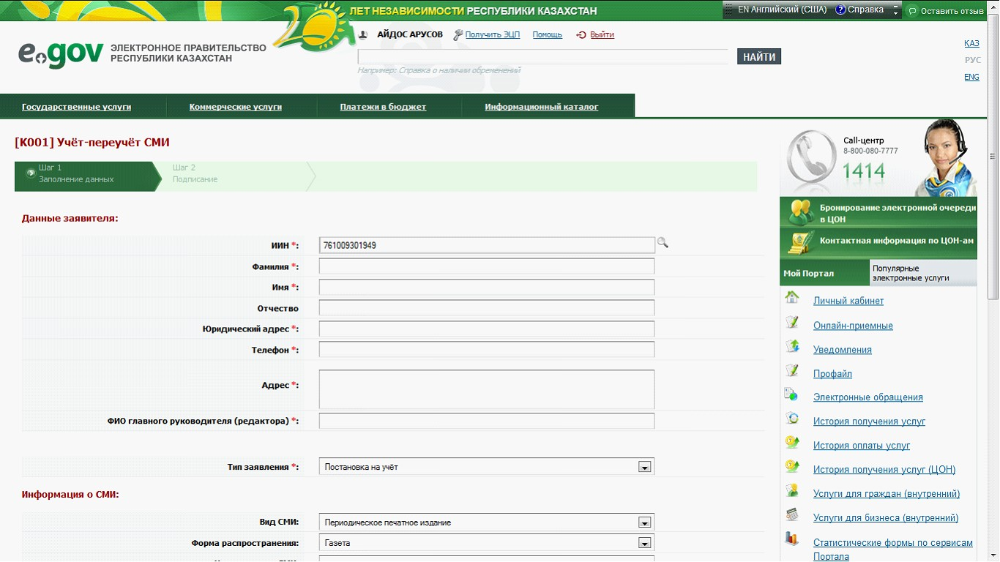 20 ЛЕТ НЕЗАВИСИМОСТИ РЕСПУБЛИКИ КАЗАХСТАН
EN Английский (США) Справка
Оставить отзыв
e.gov ЭЛЕКТРОННОЕ ПРАВИТЕЛЬСТВО
РЕСПУБЛИКИ КАЗАХСТАН
АЙДОС АРУСОВ Получить ЭЦП Помощь Выйти
НАЙТИ
Например: Справка о наличии обременений
ҚАЗ
РУС
ENG
Государственные услуги Коммерческие услуги Платежи в бюджет Информационный каталог
[K001] Учёт-переучёт СМИ
Шаг 1
Заполнение данных
Шаг 2
Подписание
Данные заявителя:
ИИН *: 761009301949
Фамилия *:
Имя *:
Отчество
Юридический адрес *:
Телефон *:
Адрес *:
ФИО главного руководителя (редактора) *:
Тип заявления *: Постановка на учёт
Информация о СМИ:
Вид СМИ: Периодическое печатное издание
Форма распространения: Газета
Call-центр
8-800-080-7777
1414
Бронирование электронной очереди
в ЦОН
Контактная информация по ЦОН-ам
Мой Портал
Популярные
электронные услуги
Личный кабинет
Онлайн-приемные
Уведомления
Профайл
Электронные обращения
История получения услуг
История оплаты услуг
История получения услуг (ЦОН)
Услуги для граждан (внутренний)
Услуги для бизнеса (внутренний)
Статистические формы по сервисам
Портала